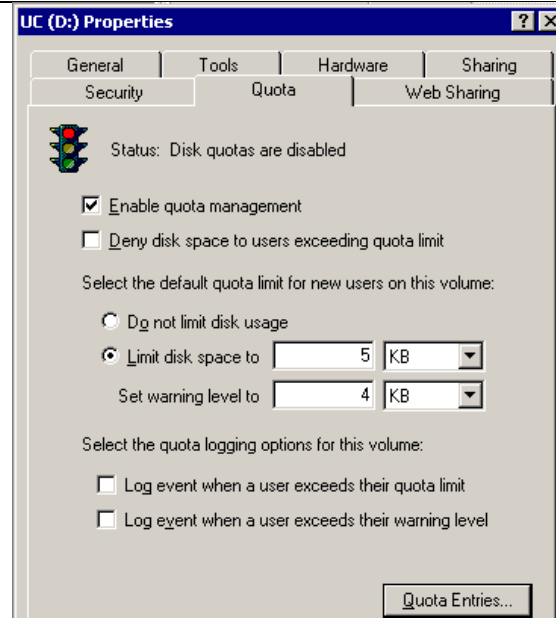 UC (D:) Properties
General Tools Hardware Sharing
Security Quota Web Sharing
Status: Disk quotas are disabled
Enable quota management
Deny disk space to users exceeding quota limit
Select the default quota limit for new users on this volume:
Do not limit disk usage
Limit disk space to 5 KB
Set warning level to 4 KB
Select the quota logging options for this volume:
Log event when a user exceeds their quota limit
Log event when a user exceeds their warning level
Quota Entries...